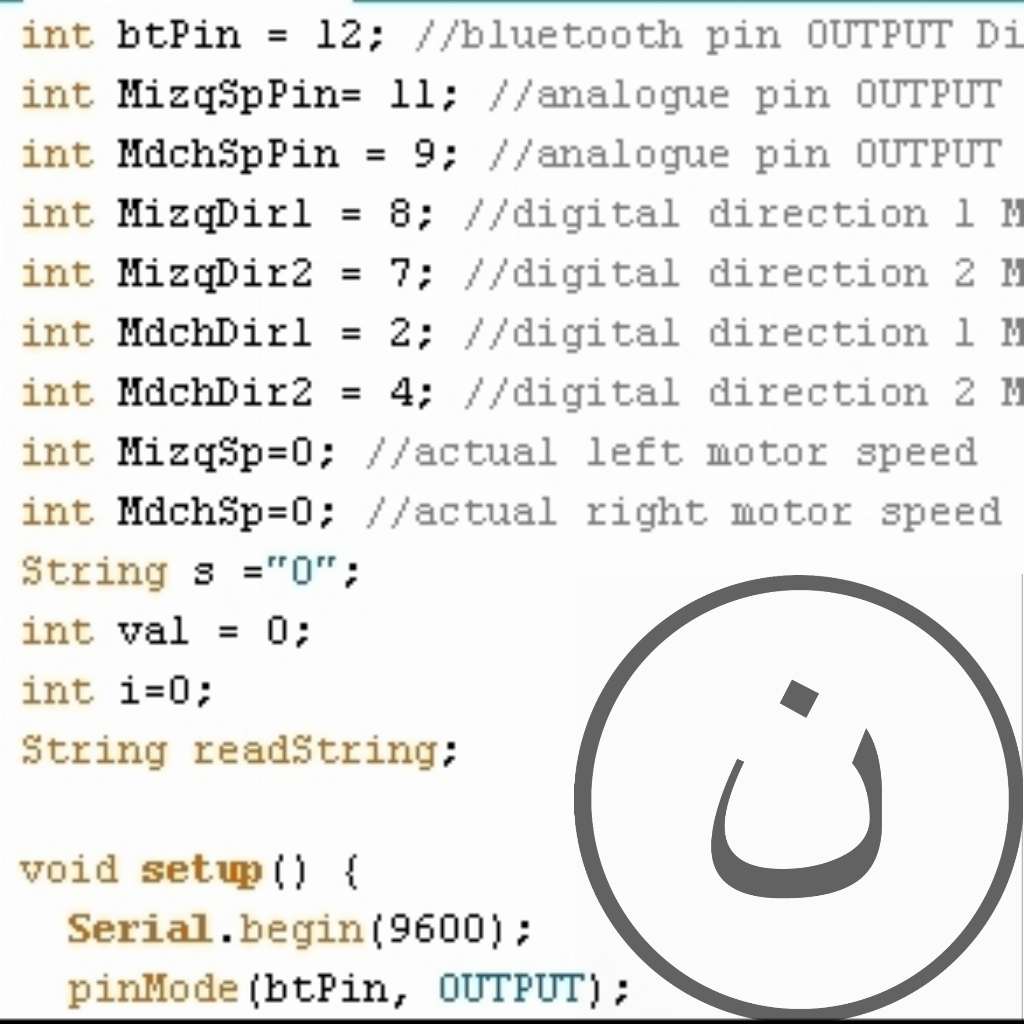 int btPin = 12; //bluetooth pin OUTPUT Di
int MizqSpPin= 11; //analogue pin OUTPUT
int MdchSpPin = 9; //analogue pin OUTPUT
int MizqDir1 = 8; //digital direction 1 M
int MizqDir2 = 7; //digital direction 2 M
int MdchDir1 = 2; //digital direction 1 M
int MdchDir2 = 4; //digital direction 2 M
int MizqSp=0; //actual left motor speed
int MdchSp=0; //actual right motor speed
String s ="0";
int val = 0;
int i=0;
String readString;
void setup() {
Serial.begin(9600);
pinMode(btPin, OUTPUT);
ن